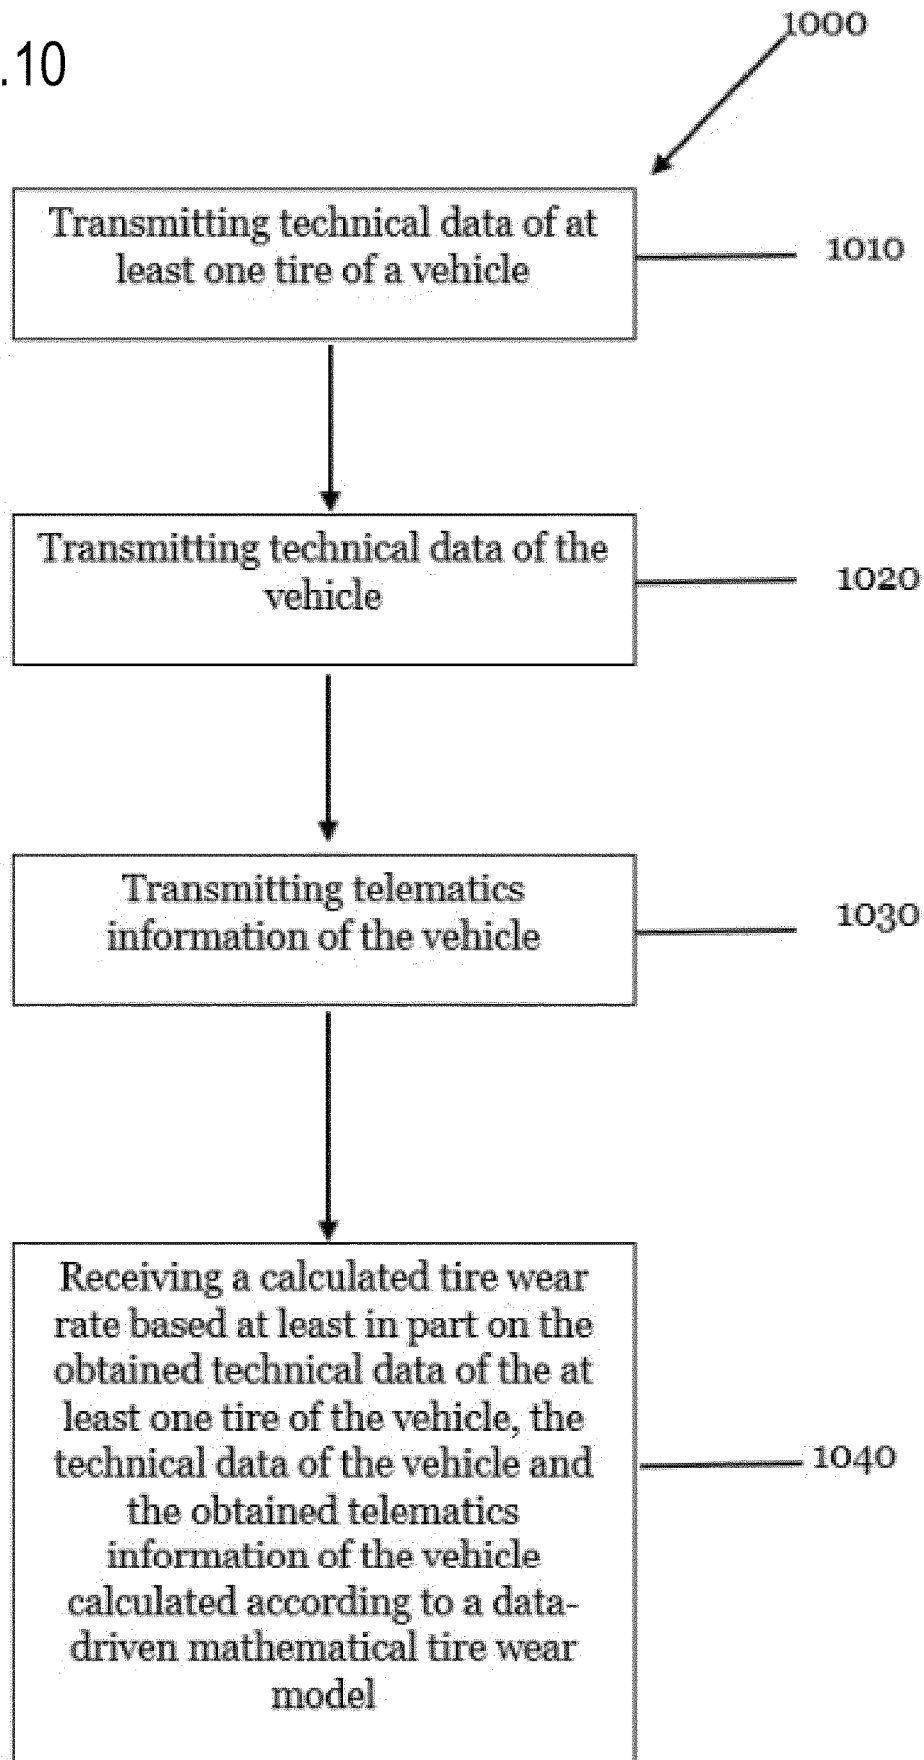 .10
1000
Transmitting technical data of at
least one tire of a vehicle
1010
Transmitting technical data of the
vehicle
1020
Transmitting telematics
information of the vehicle
1030
Receiving a calculated tire wear
rate based at least in part on the
obtained technical data of the at
least one tire of the vehicle, the
technical data of the vehicle and
the obtained telematics
information of the vehicle
calculated according to a data-
driven mathematical tire wear
model
1040